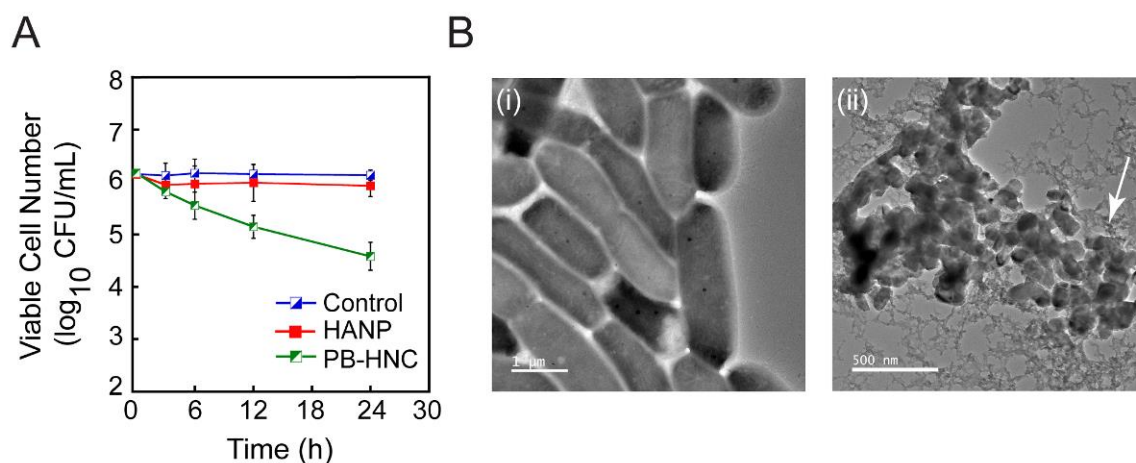 A
Viable Cell Number
(log10 CFU/mL)
8
7
6
5
4
3
2
0
6
12
18
24
30
Time (h)
Control
HANP
PB-HNC
B
(i)
1 µm
(ii)
500 nm